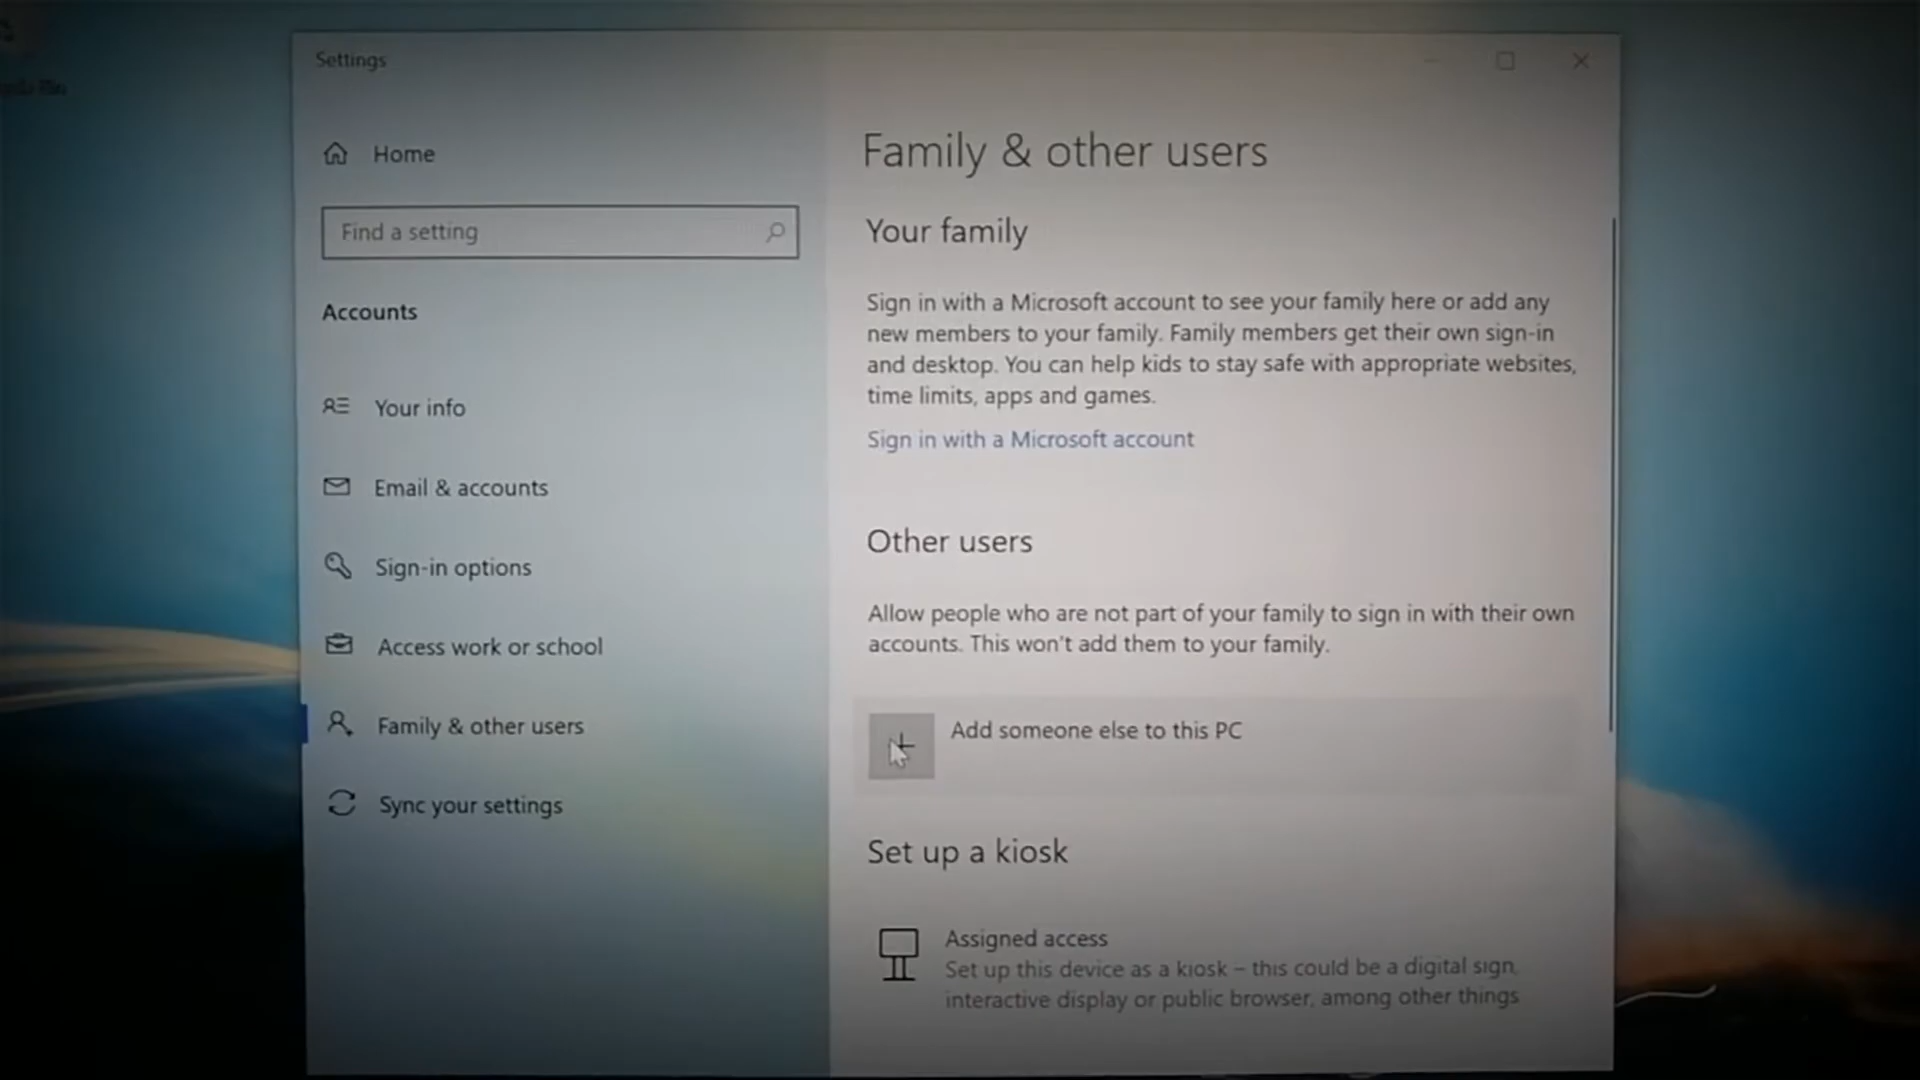 Settings
Home
Find a setting
Accounts
Your info
Email & accounts
Sign-in options
Access work or school
Family & other users
Sync your settings
Family & other users
Your family
Sign in with a Microsoft account to see your family here or add any
new members to your family. Family members get their own sign-in
and desktop. You can help kids to stay safe with appropriate websites,
time limits, apps and games.
Sign in with a Microsoft account
Other users
Allow people who are not part of your family to sign in with their own
accounts. This won't add them to your family.
Add someone else to this PC
Set up a kiosk
Assigned access
Set up this device as a kiosk – this could be a digital sign,
interactive display or public browser, among other things